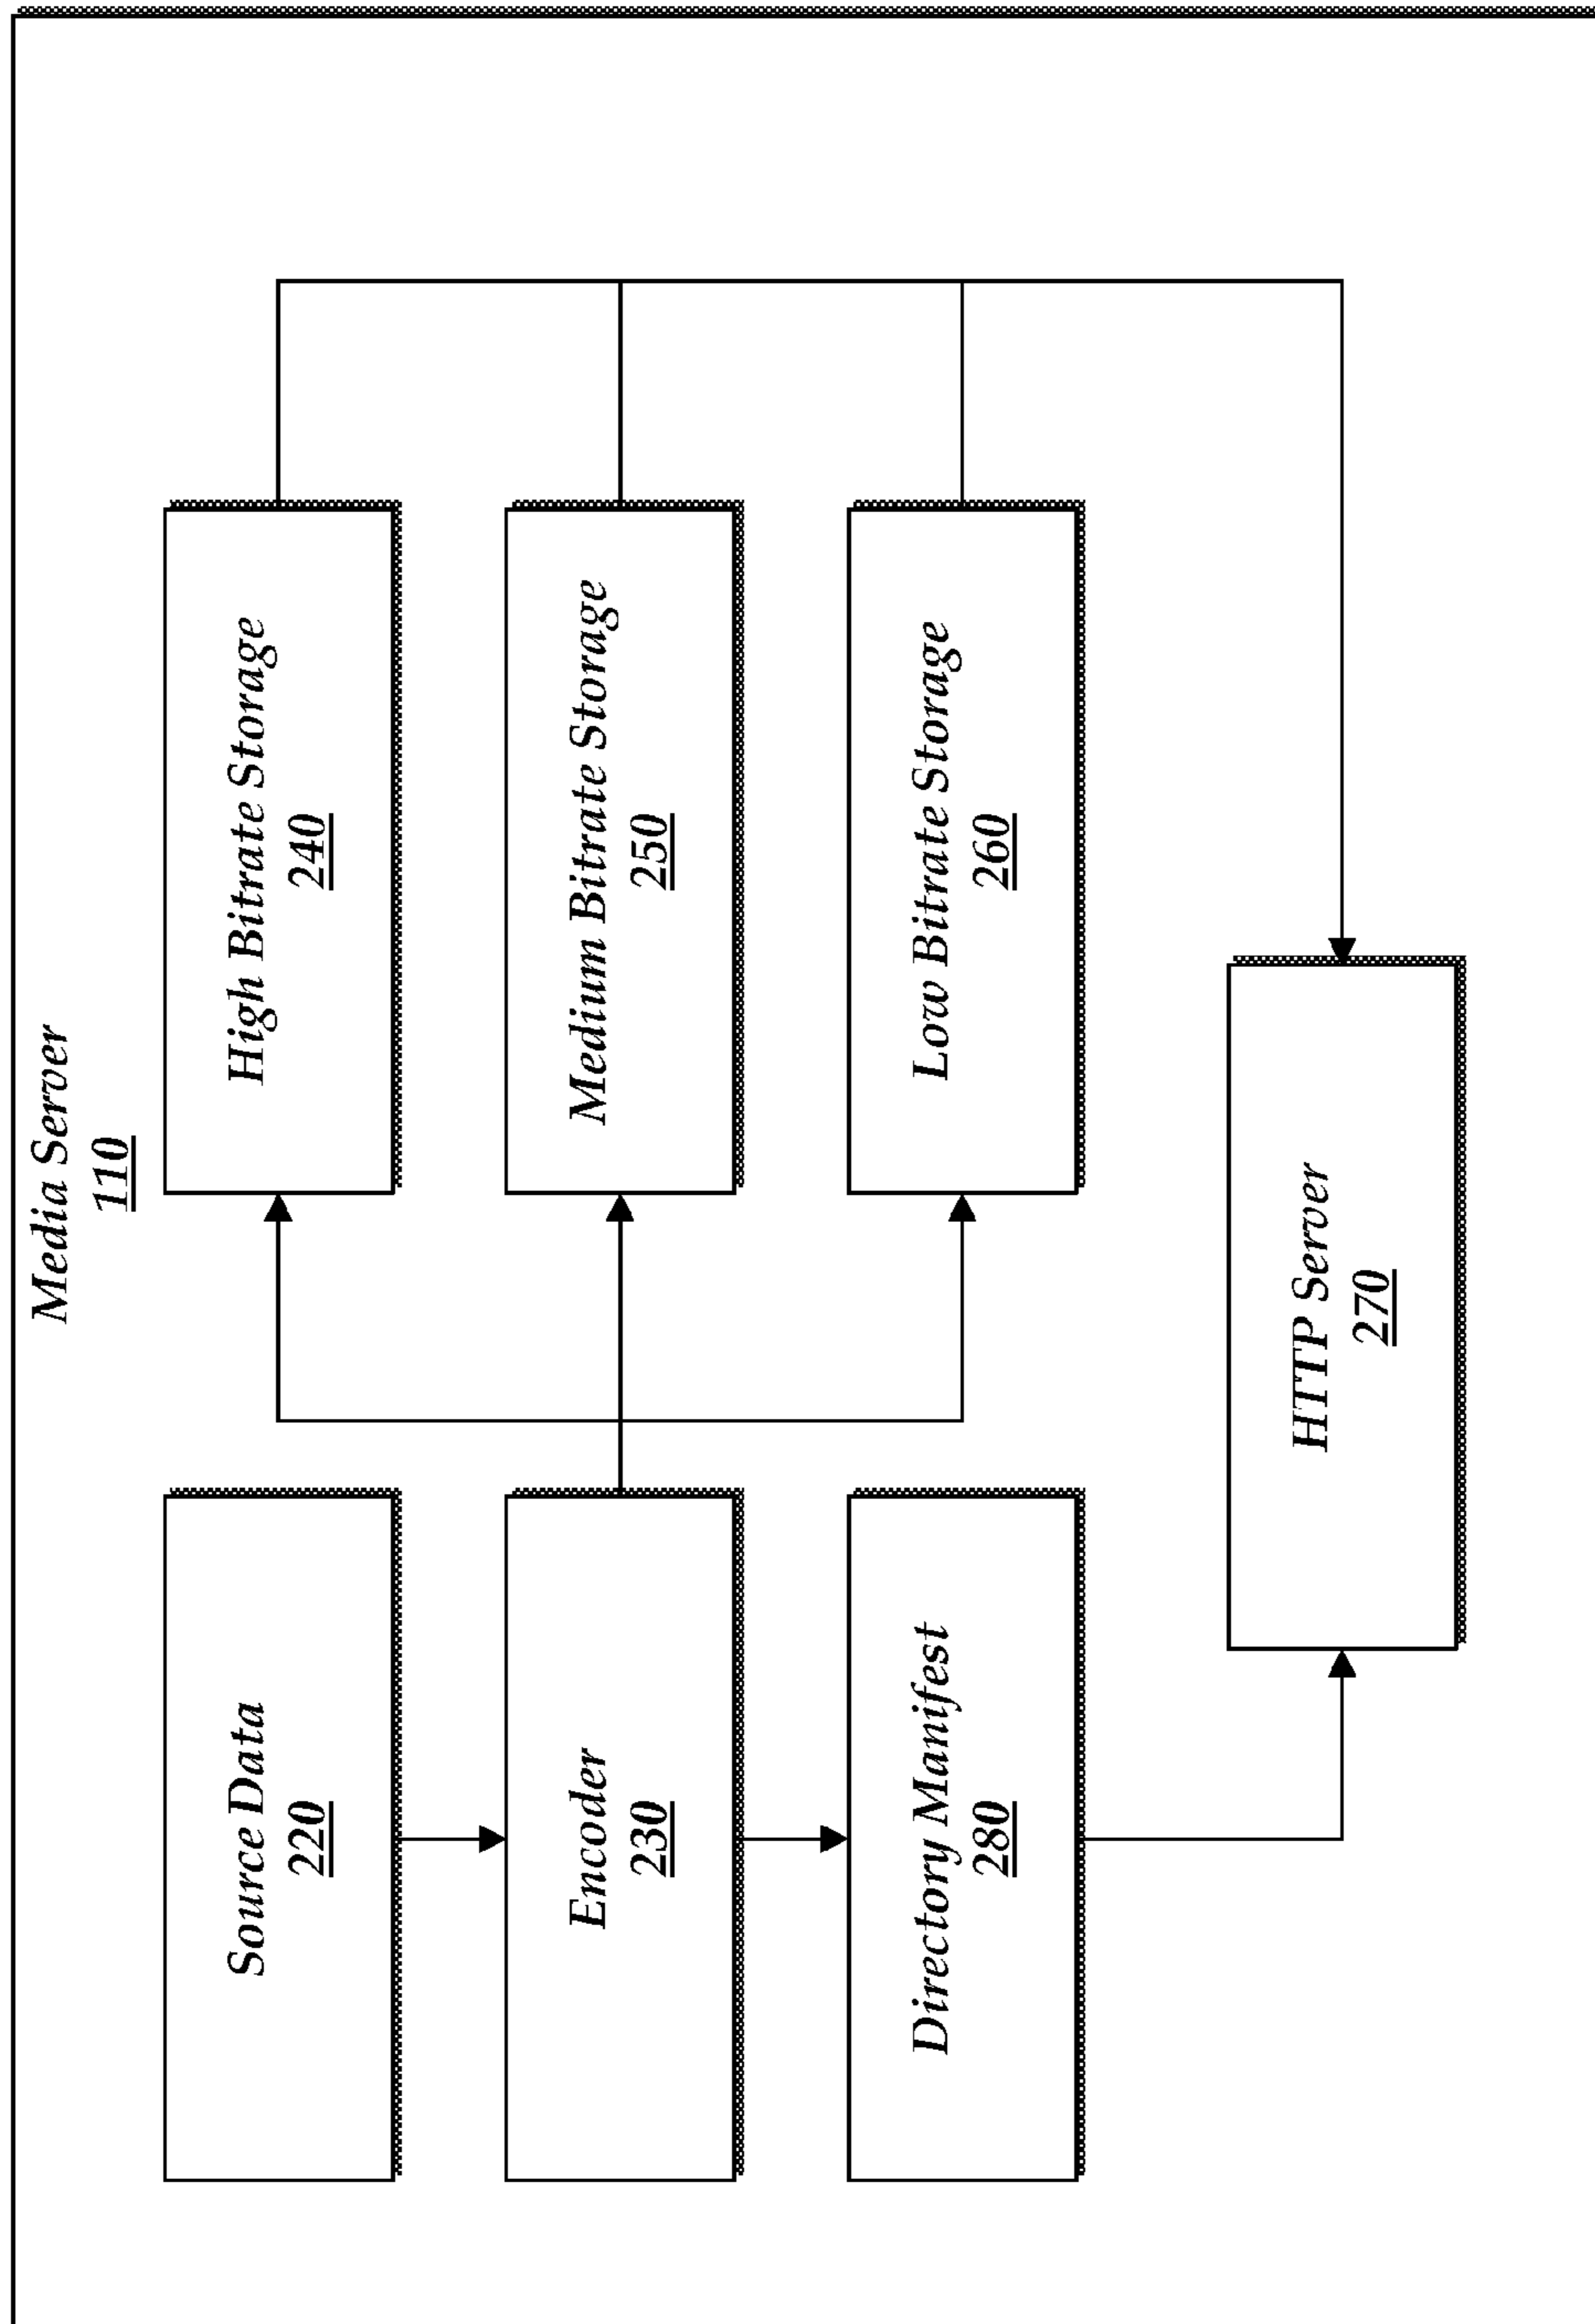 Media Server
110
Source Data
220
High Bitrate Storage
240
Encoder
230
Medium Bitrate Storage
250
Directory Manifest
280
Low Bitrate Storage
260
HTTP Server
270